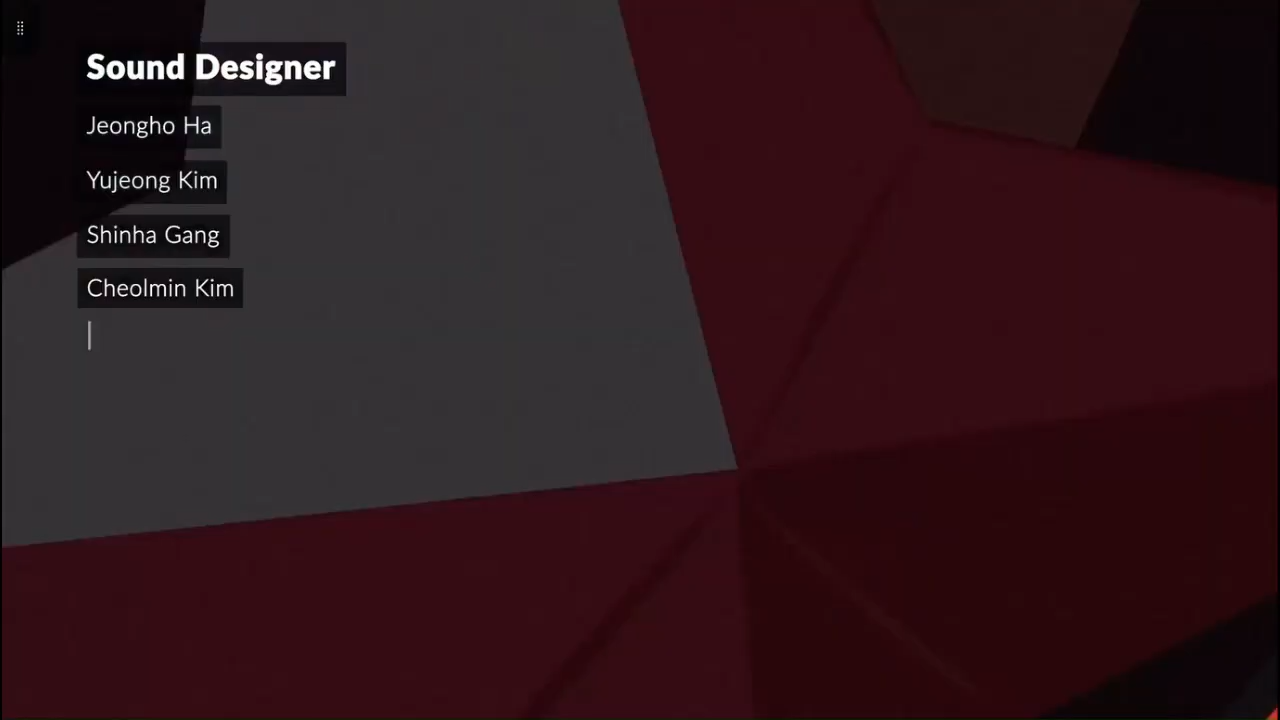 Sound Designer
Jeongho Ha
Yujeong Kim
Shinha Gang
Cheolmin Kim